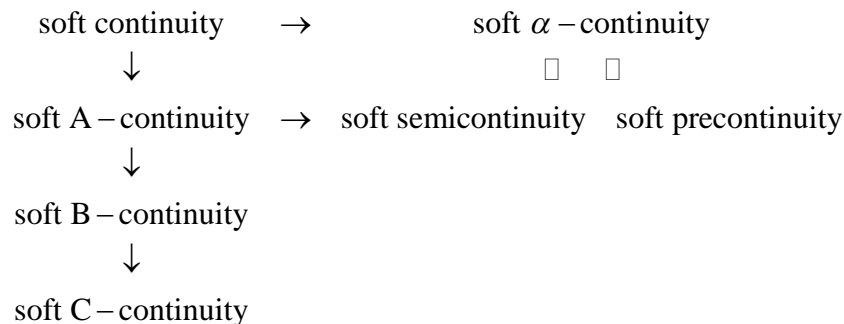 soft continuity → soft α – continuity
↓ □ □
soft A – continuity → soft semicontinuity soft precontinuity
↓
soft B – continuity
↓
soft C – continuity